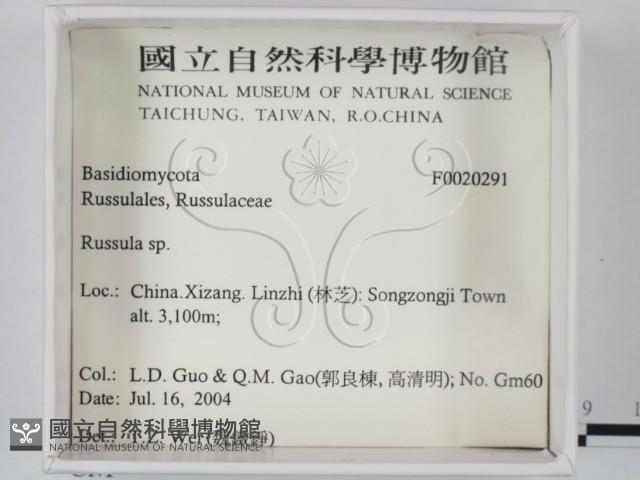 國立自然科學博物館
NATIONAL MUSEUM OF NATURAL SCIENCE
TAICHUNG, TAIWAN, R.O.CHINA
Basidiomycota F0020291
Russulales, Russulaceae
Russula sp.
Loc.: China.Xizang. Linzhi (林芝): Songzongji Town
alt. 3,100m;
Col.: L.D. Guo & Q.M. Gao(郭良棟, 高清明); No. Gm60
Date: Jul. 16, 2004
國立自然科學博物館
NATIONAL MUSEUM OF NATURAL SCIENCE
9
CM